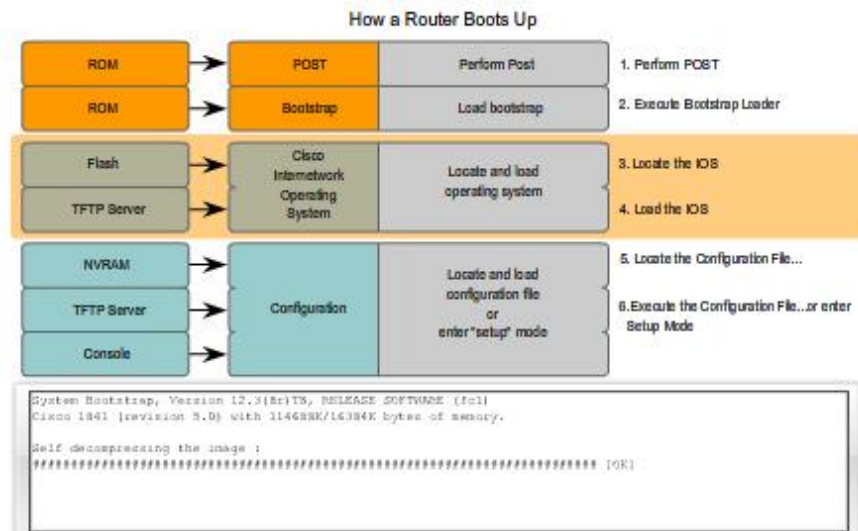 How a Router Boots Up
ROM
POST
Perform Post
1. Perform POST
ROM
Bootstrap
Load bootstrap
2. Execute Bootstrap Loader
Flash
Cisco
Internetwork
Operating
System
Locate and load
operating system
3. Locate the IOS
TFTP Server
4. Load the IOS
NVRAM
Configuration
Locate and load
configuration file
or
enter "setup" mode
5. Locate the Configuration File...
TFTP Server
6.Execute the Configuration File...or enter
Setup Mode
Console
System Bootstrap, Version 12.3(8r)T8, RELEASE SOFTWARE (fc1)
Cisco 1841 (revision 5.0) with 114688K/16384K bytes of memory.
Self decompressing the image :
########################################################################### [OK]